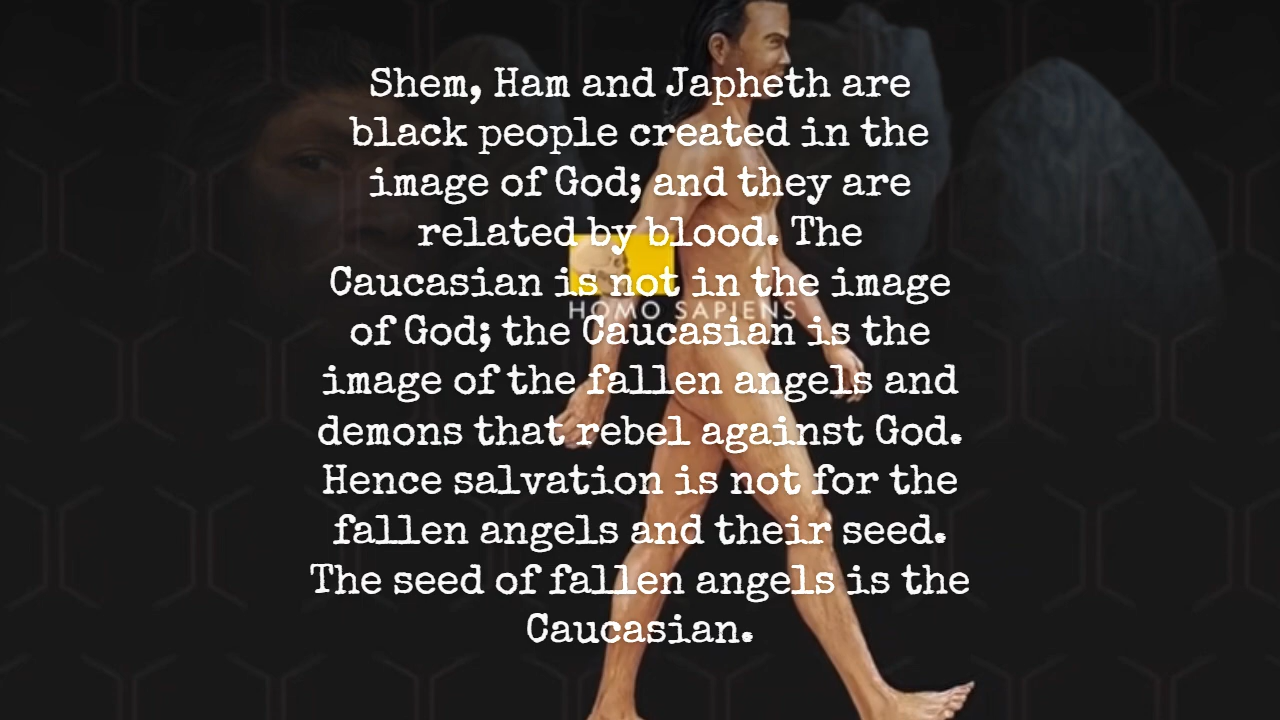 Shem, Ham and Japheth are
black people created in the
image of God; and they are
related by blood. The
Caucasian is not in the image
HOMO SAPIENS
of God; the Caucasian is the
image of the fallen angels and
demons that rebel against God.
Hence salvation is not for the
fallen angels and their seed.
The seed of fallen angels is the
Caucasian.